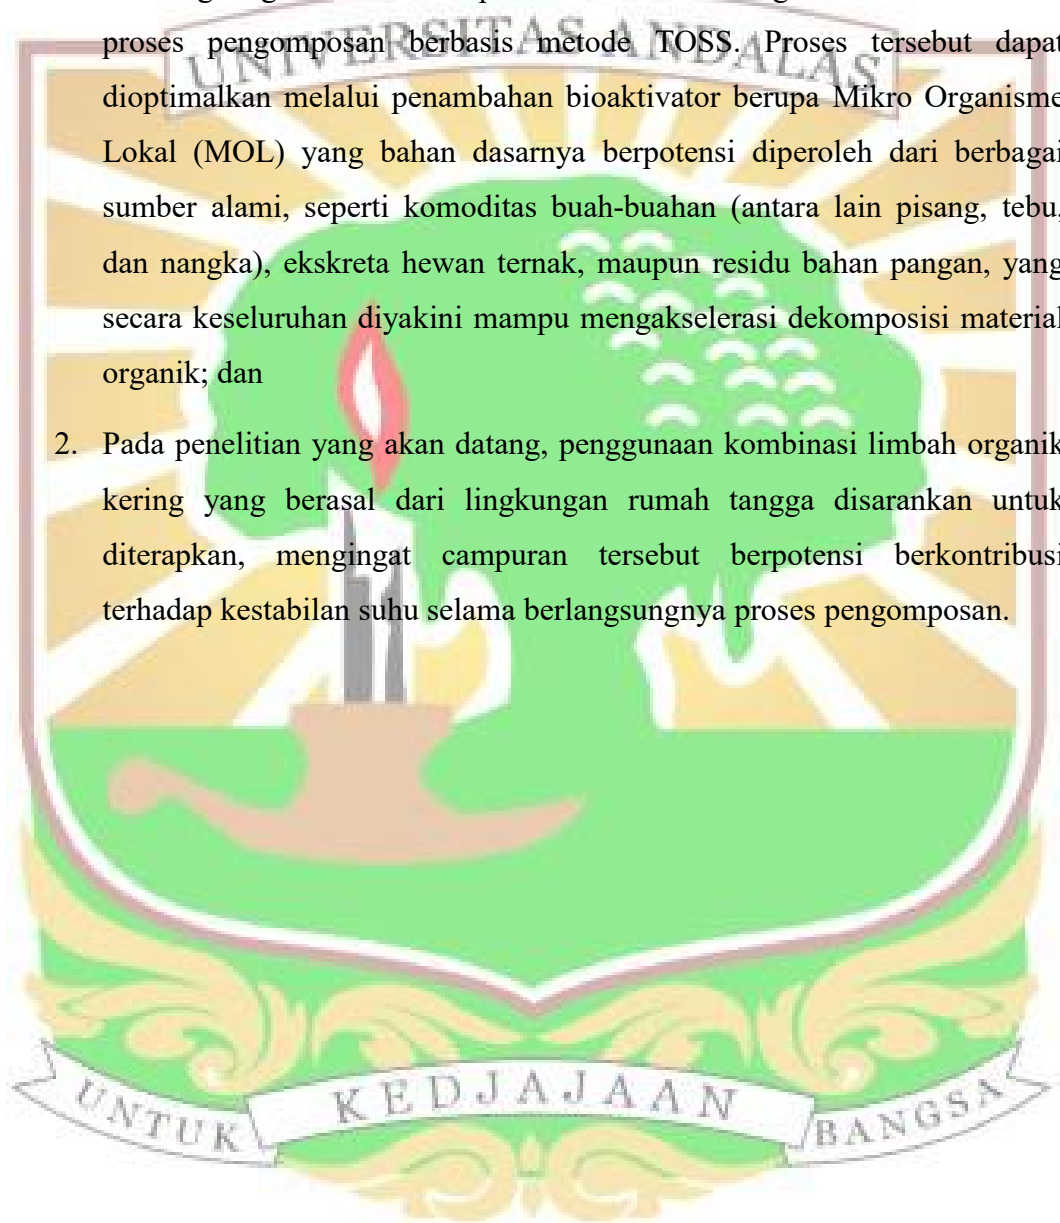 UNIVERSITAS ANDALAS
proses pengomposan berbasis metode TOSS. Proses tersebut dapat
dioptimalkan melalui penambahan bioaktivator berupa Mikro Organisme
Lokal (MOL) yang bahan dasarnya berpotensi diperoleh dari berbagai
sumber alami, seperti komoditas buah-buahan (antara lain pisang, tebu,
dan nangka), ekskreta hewan ternak, maupun residu bahan pangan, yang
secara keseluruhan diyakini mampu mengakselerasi dekomposisi material
organik; dan
2. Pada penelitian yang akan datang, penggunaan kombinasi limbah organik
kering yang berasal dari lingkungan rumah tangga disarankan untuk
diterapkan, mengingat campuran tersebut berpotensi berkontribusi
terhadap kestabilan suhu selama berlangsungnya proses pengomposan.
UNTUK KEDJAJAAN BANGSA